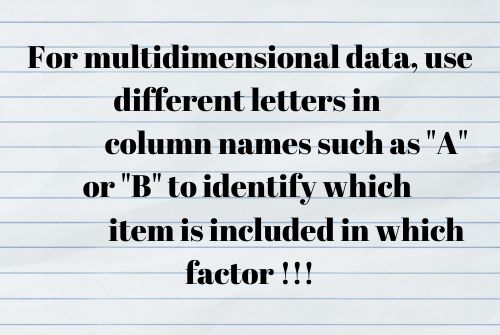 For multidimensional data, use
different letters in
column names such as "A"
or "B" to identify which
item is included in which
factor !!!